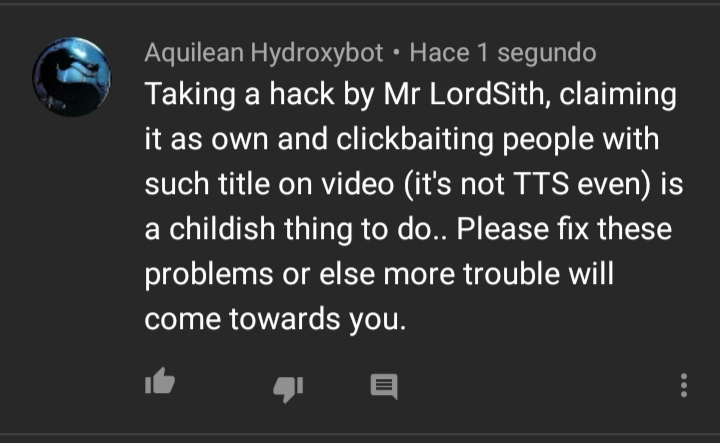 Aquilean Hydroxybot • Hace 1 segundo
Taking a hack by Mr LordSith, claiming
it as own and clickbaiting people with
such title on video (it's not TTS even) is
a childish thing to do.. Please fix these
problems or else more trouble will
come towards you.